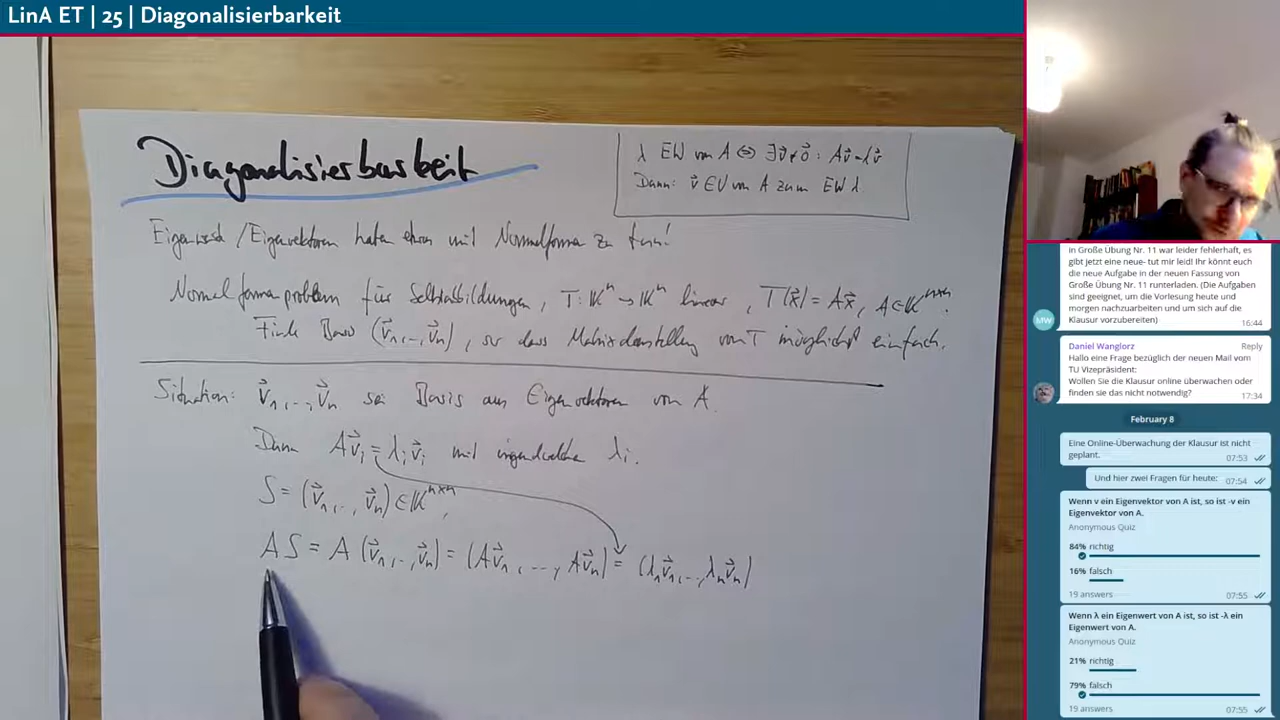 LinA ET | 25 | Diagonalisierbarkeit
Diagonalisierbarkeit
λ EW von A ⇔ ∃v⃗≠o⃗: Av⃗=λv⃗
Dann: v⃗ EV von A zum EW λ.
Eigenwerte/Eigenvektoren haben etwas mit Normalformen zu tun!
Normalformproblem für Selbstabbildungen, T: 𝕂ⁿ→𝕂ⁿ linear, T(x⃗)=Ax⃗, A∈𝕂ⁿˣⁿ.
Finde Basis (v⃗₁,..,v⃗ₙ), so dass Matrixdarstellung von T möglichst einfach.
Situation: v⃗₁,..,v⃗ₙ sei Basis aus Eigenvektoren von A.
Dann Av⃗ᵢ=λᵢv⃗ᵢ mit irgendwelchen λᵢ.
S=(v⃗₁,..,v⃗ₙ)∈𝕂ⁿˣⁿ,
AS = A(v⃗₁,..,v⃗ₙ) = (Av⃗₁,...,Av⃗ₙ) = (λ₁v⃗₁,...,λₙv⃗ₙ)
in Große Übung Nr. 11 war leider fehlerhaft, es
gibt jetzt eine neue- tut mir leid! Ihr könnt euch
die neue Aufgabe in der neuen Fassung von
Große Übung Nr. 11 runterladen. (Die Aufgaben
sind geeignet, um die Vorlesung heute und
morgen nachzuarbeiten und um sich auf die
Klausur vorzubereiten)
MW
16:44
Daniel Wanglorz Reply
Hallo eine Frage bezüglich der neuen Mail vom
TU Vizepräsident:
Wollen Sie die Klausur online überwachen oder
finden sie das nicht notwendig?
17:34
February 8
Eine Online-Überwachung der Klausur ist nicht
geplant.
07:53
Und hier zwei Fragen für heute: 07:54
Wenn v ein Eigenvektor von A ist, so ist -v ein
Eigenvektor von A.
Anonymous Quiz
84% richtig
16% falsch
19 answers 07:55
Wenn λ ein Eigenwert von A ist, so ist -λ ein
Eigenwert von A.
Anonymous Quiz
21% richtig
79% falsch
19 answers 07:55